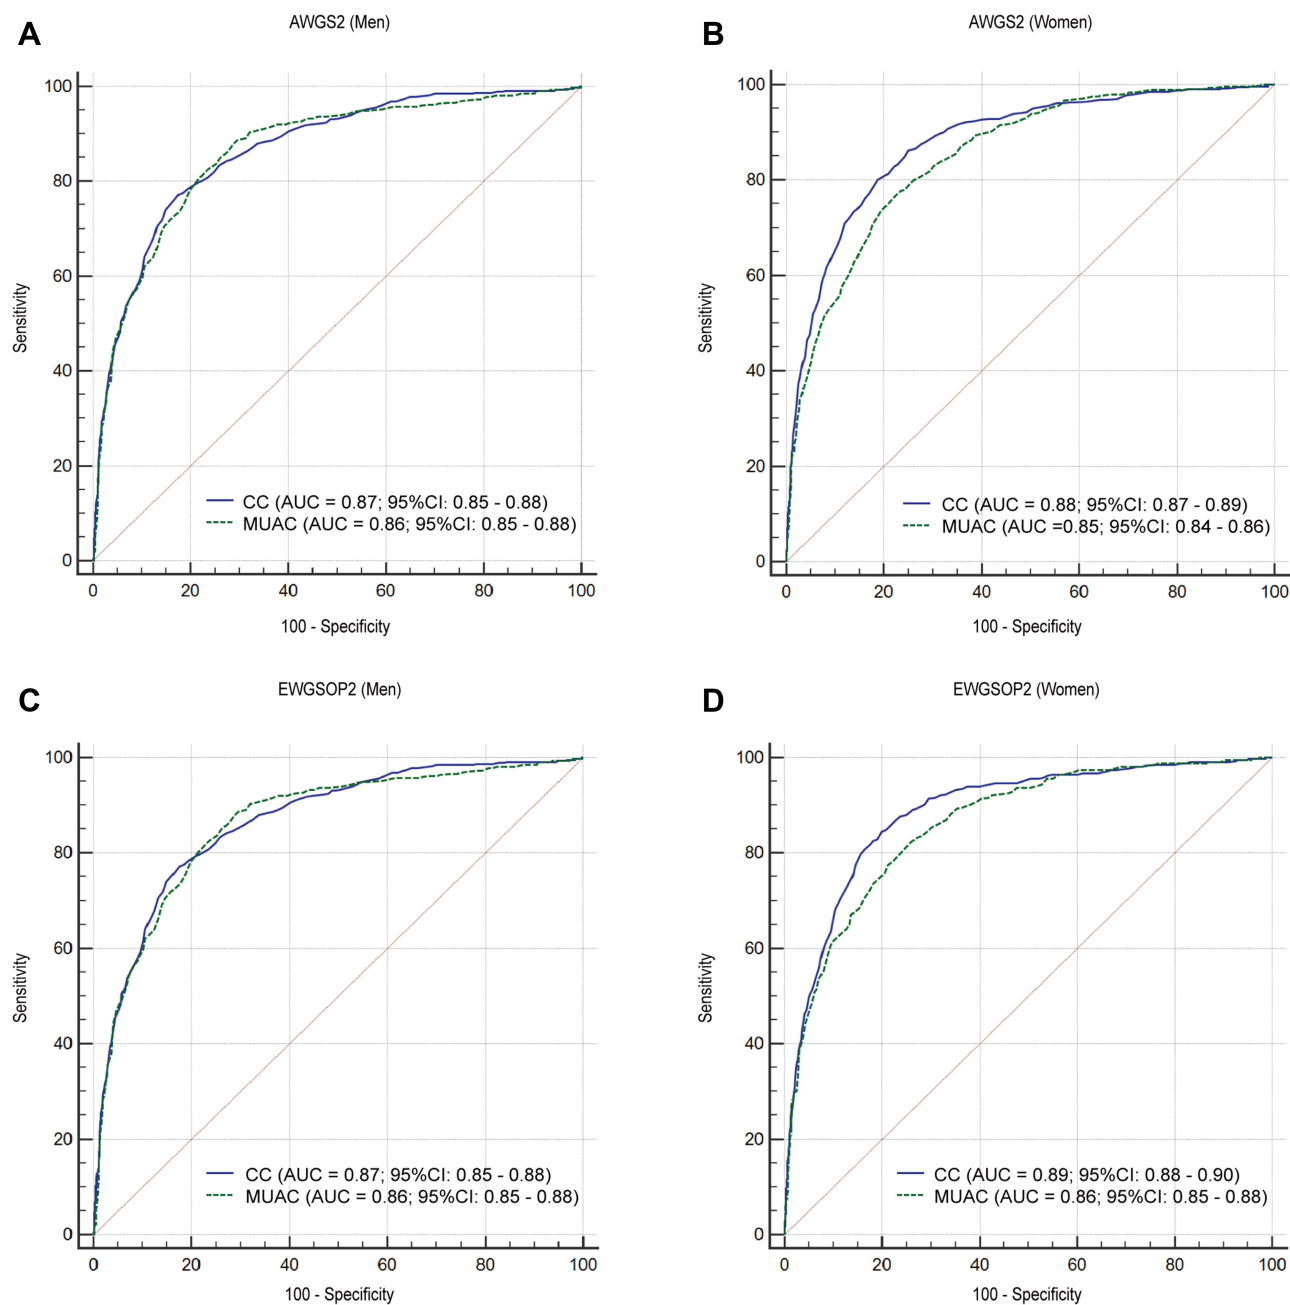 A
AWGS2 (Men)
100
80
60
40
20
0
Sensitivity
CC (AUC = 0.87; 95%CI: 0.85 - 0.88)
MUAC (AUC = 0.86; 95%CI: 0.85 - 0.88)
0 20 40 60 80 100
100 - Specificity
B
AWGS2 (Women)
100
80
60
40
20
0
Sensitivity
CC (AUC = 0.88; 95%CI: 0.87 - 0.89)
MUAC (AUC =0.85; 95%CI: 0.84 - 0.86)
0 20 40 60 80 100
100 - Specificity
C
EWGSOP2 (Men)
100
80
60
40
20
0
Sensitivity
CC (AUC = 0.87; 95%CI: 0.85 - 0.88)
MUAC (AUC = 0.86; 95%CI: 0.85 - 0.88)
0 20 40 60 80 100
100 - Specificity
D
EWGSOP2 (Women)
100
80
60
40
20
0
Sensitivity
CC (AUC = 0.89; 95%CI: 0.88 - 0.90)
MUAC (AUC = 0.86; 95%CI: 0.85 - 0.88)
0 20 40 60 80 100
100 - Specificity